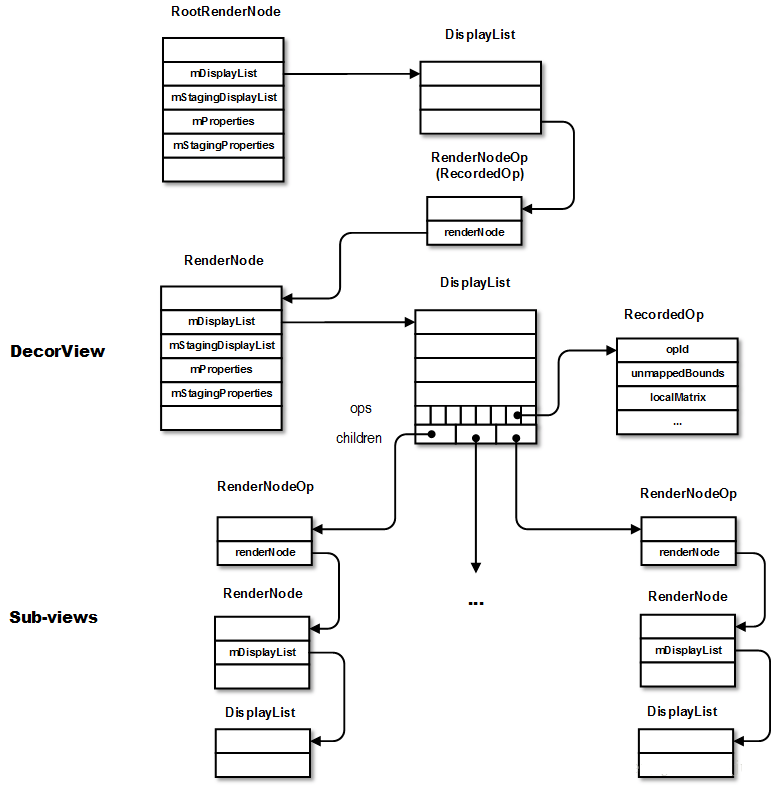 RootRenderNode
DisplayList
mDisplayList
mStagingDisplayList
mProperties
mStagingProperties
RenderNodeOp
(RecordedOp)
renderNode
RenderNode
DisplayList
RecordedOp
mDisplayList
DecorView
mStagingDisplayList
mProperties
mStagingProperties
opId
unmappedBounds
localMatrix
...
ops
children
RenderNodeOp
RenderNodeOp
renderNode
renderNode
RenderNode
RenderNode
...
Sub-views
mDisplayList
mDisplayList
DisplayList
DisplayList